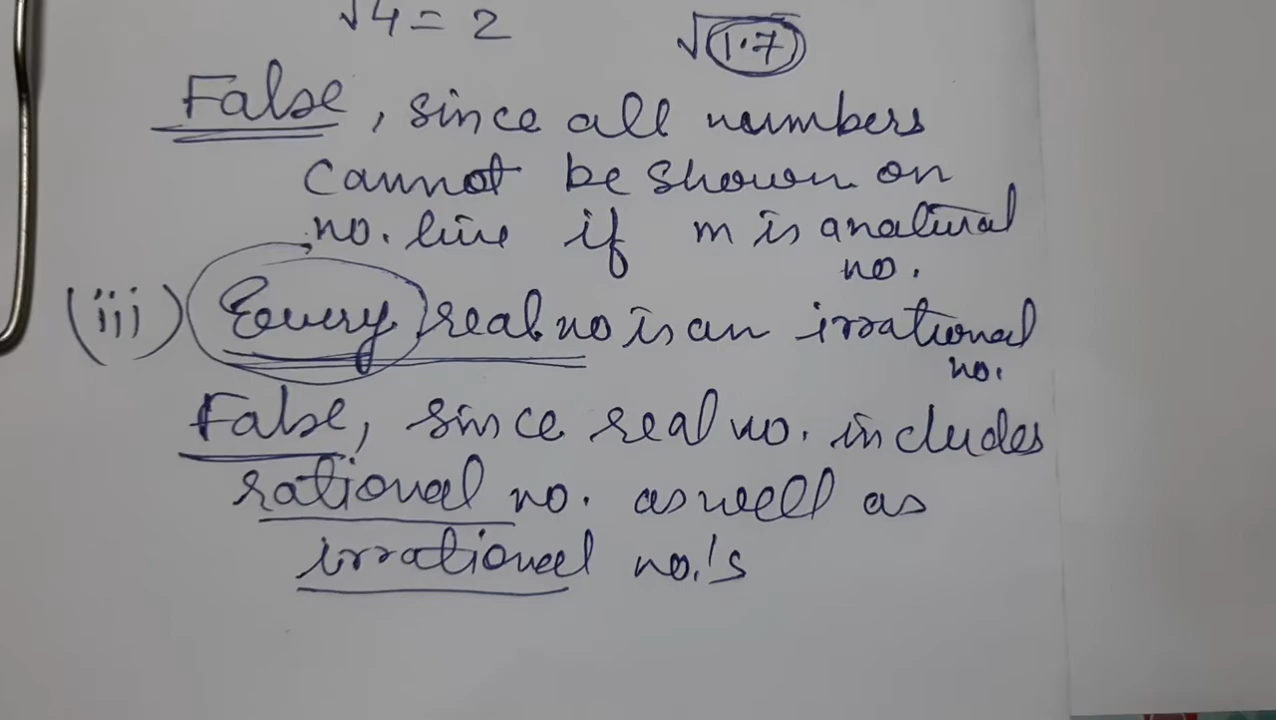 √4 = 2 √1.7
False, since all numbers
cannot be shown on
no. line if m is a natural
no.
(iii) Every real no is an irrational
no.
False, since real no. includes
rational no. as well as
irrational no.'s